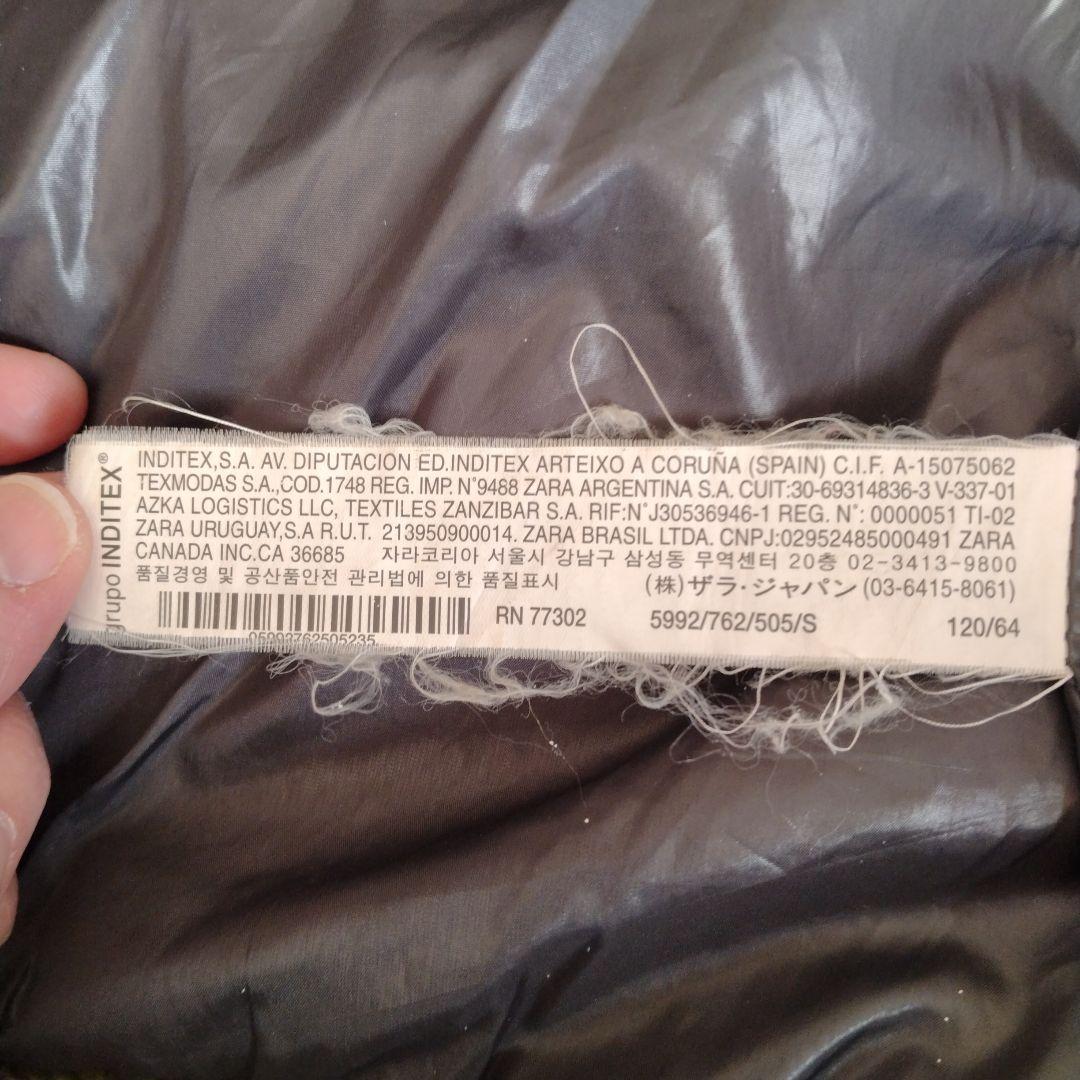 grupo INDITEX®
INDITEX,S.A. AV. DIPUTACION ED.INDITEX ARTEIXO A CORUÑA (SPAIN) C.I.F. A-15075062
TEXMODAS S.A.,COD.1748 REG. IMP. N°9488 ZARA ARGENTINA S.A. CUIT:30-69314836-3 V-337-01
AZKA LOGISTICS LLC, TEXTILES ZANZIBAR S.A. RIF:N°J30536946-1 REG. N°: 0000051 TI-02
ZARA URUGUAY,S.A R.U.T. 213950900014. ZARA BRASIL LTDA. CNPJ:02952485000491 ZARA
CANADA INC.CA 36685 자라코리아 서울시 강남구 삼성동 무역센터 20층 02-3413-9800
품질경영 및 공산품안전 관리법에 의한 품질표시 (株)ザラ・ジャパン (03-6415-8061)
RN 77302 5992/762/505/S 120/64
05992762505235